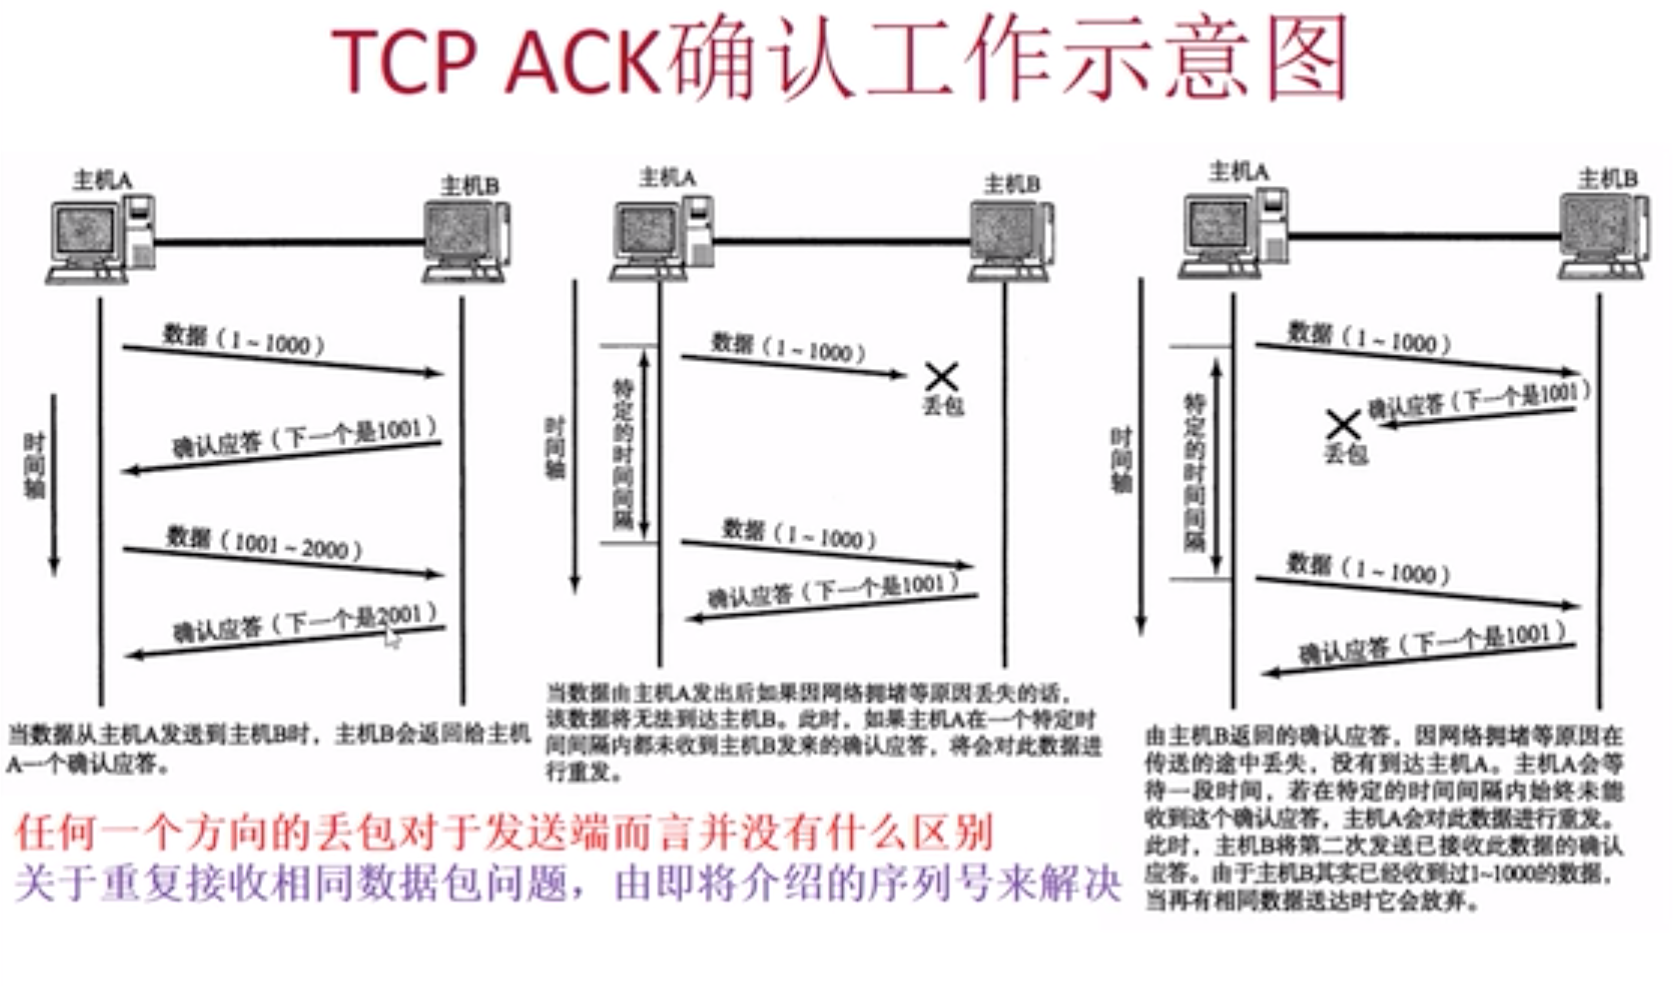 TCP ACK确认工作示意图
主机A
主机B
数据（1~1000）
确认应答（下一个是1001）
数据（1001~2000）
确认应答（下一个是2001）
时间轴
当数据从主机A发送到主机B时，主机B会返回给主机
A一个确认应答。
主机A
主机B
数据（1~1000）
丢包
特定的时间间隔
时间轴
数据（1~1000）
确认应答（下一个是1001）
当数据由主机A发出后如果因网络拥堵等原因丢失的话，
该数据将无法到达主机B。此时，如果主机A在一个特定时
间间隔内都未收到主机B发来的确认应答，将会对此数据进
行重发。
主机A
主机B
数据（1~1000）
确认应答（下一个是1001）
丢包
特定的时间间隔
时间轴
数据（1~1000）
确认应答（下一个是1001）
由主机B返回的确认应答，因网络拥堵等原因在
传送的途中丢失，没有到达主机A。主机A会等
待一段时间，若在特定的时间间隔内始终未能
收到这个确认应答，主机A会对此数据进行重发。
此时，主机B将第二次发送已接收此数据的确认
应答。由于主机B其实已经收到过1~1000的数据，
当再有相同数据送达时它会放弃。
任何一个方向的丢包对于发送端而言并没有什么区别
关于重复接收相同数据包问题，由即将介绍的序列号来解决